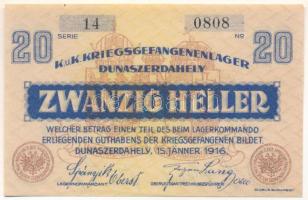 14 0808
SERIE Nº
20 K.u.K. KRIEGSGEFANGENENLAGER 20
DUNASZERDAHELY
ZWANZIG HELLER
WELCHER BETRAG EINEN TEIL DES BEIM LAGERKOMMANDO
ERLIEGENDEN GUTHABENS DER KRIEGSGEFANGENEN BILDET.
DUNASZERDAHELY, 15. JÄNNER 1916.
LAGERKOMMANDANT